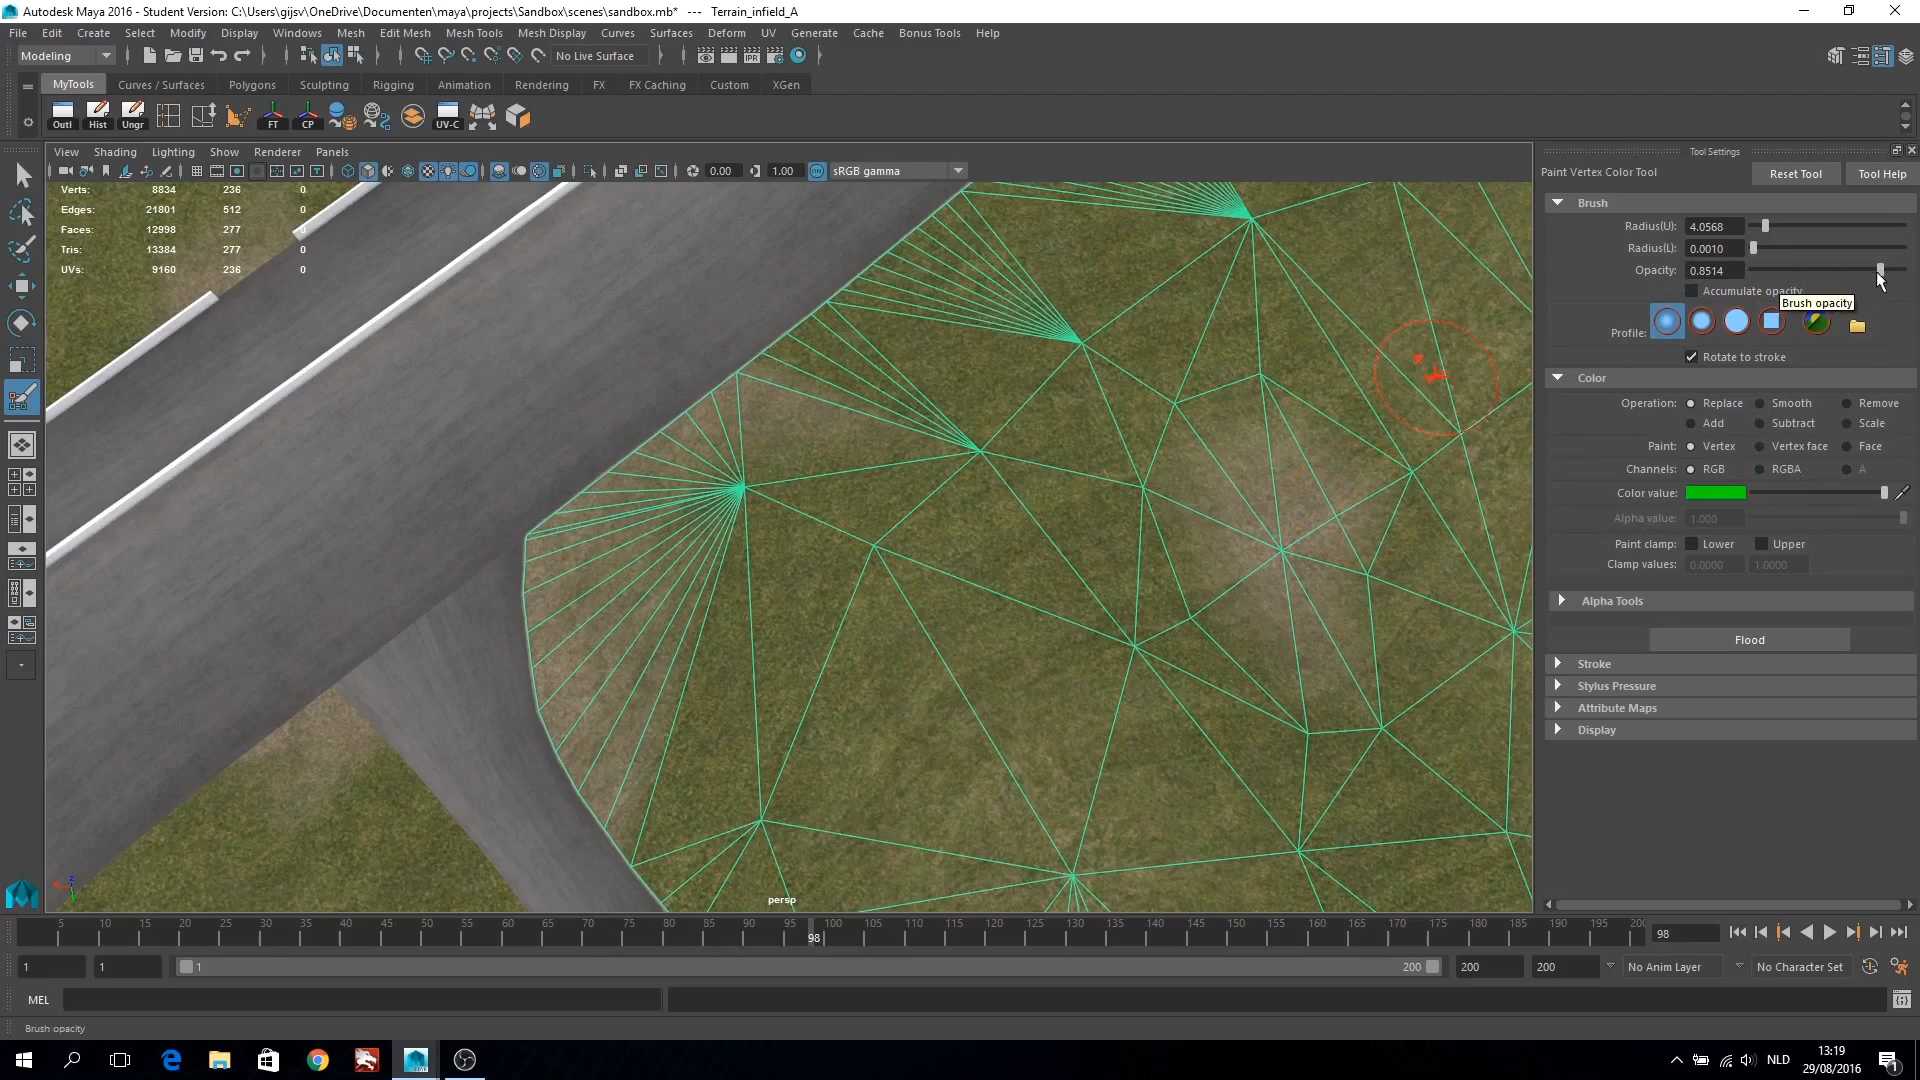 Autodesk Maya 2016 - Student Version: C:\Users\gijsv\OneDrive\Documenten\maya\projects\Sandbox\scenes\sandbox.mb*   ---   Terrain_infield_A
File Edit Create Select Modify Display Windows Mesh Edit Mesh Mesh Tools Mesh Display Curves Surfaces Deform UV Generate Cache Bonus Tools Help
Modeling No Live Surface
MyTools Curves / Surfaces Polygons Sculpting Rigging Animation Rendering FX FX Caching Custom XGen
Outl Hist Ungr FT CP UV-C
View Shading Lighting Show Renderer Panels
0.00 1.00 ON sRGB gamma
Verts: 8834 236 0
Edges: 21801 512 0
Faces: 12998 277 0
Tris: 13384 277 0
UVs: 9160 236 0
persp
Tool Settings
Paint Vertex Color Tool Reset Tool Tool Help
Brush
Radius(U): 4.0568
Radius(L): 0.0010
Opacity: 0.8514
Accumulate opacity
Brush opacity
Profile:
Rotate to stroke
Color
Operation: Replace Smooth Remove
Add Subtract Scale
Paint: Vertex Vertex face Face
Channels: RGB RGBA A
Color value:
Alpha value: 1.000
Paint clamp: Lower Upper
Clamp values: 0.0000 1.0000
Alpha Tools
Flood
Stroke
Stylus Pressure
Attribute Maps
Display
5 10 15 20 25 30 35 40 45 50 55 60 65 70 75 80 85 90 95 100 105 110 115 120 125 130 135 140 145 150 155 160 165 170 175 180 185 190 195 200
98 98
1 1 1 200 200 200 No Anim Layer No Character Set
MEL
Brush opacity
NLD 13:19
29/08/2016 1